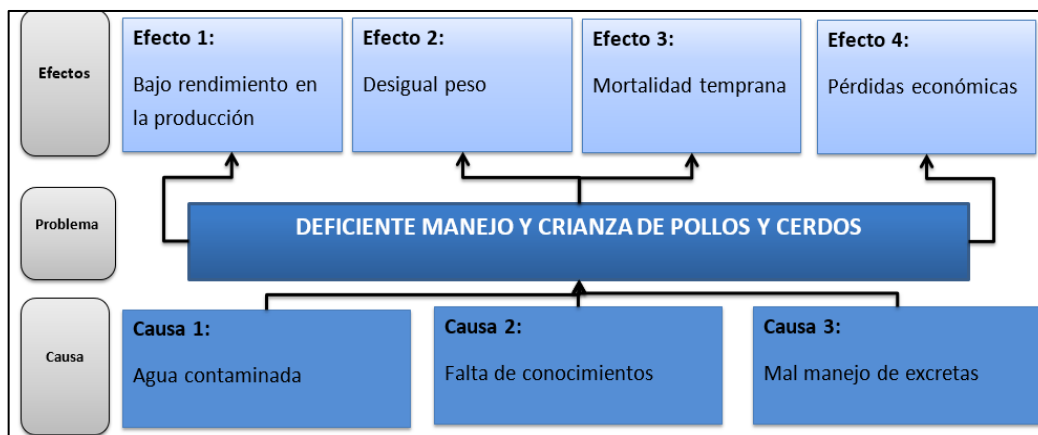 Efectos
Efecto 1:
Bajo rendimiento en
la producción
Efecto 2:
Desigual peso
Efecto 3:
Mortalidad temprana
Efecto 4:
Pérdidas económicas
Problema
DEFICIENTE MANEJO Y CRIANZA DE POLLOS Y CERDOS
Causa
Causa 1:
Agua contaminada
Causa 2:
Falta de conocimientos
Causa 3:
Mal manejo de excretas